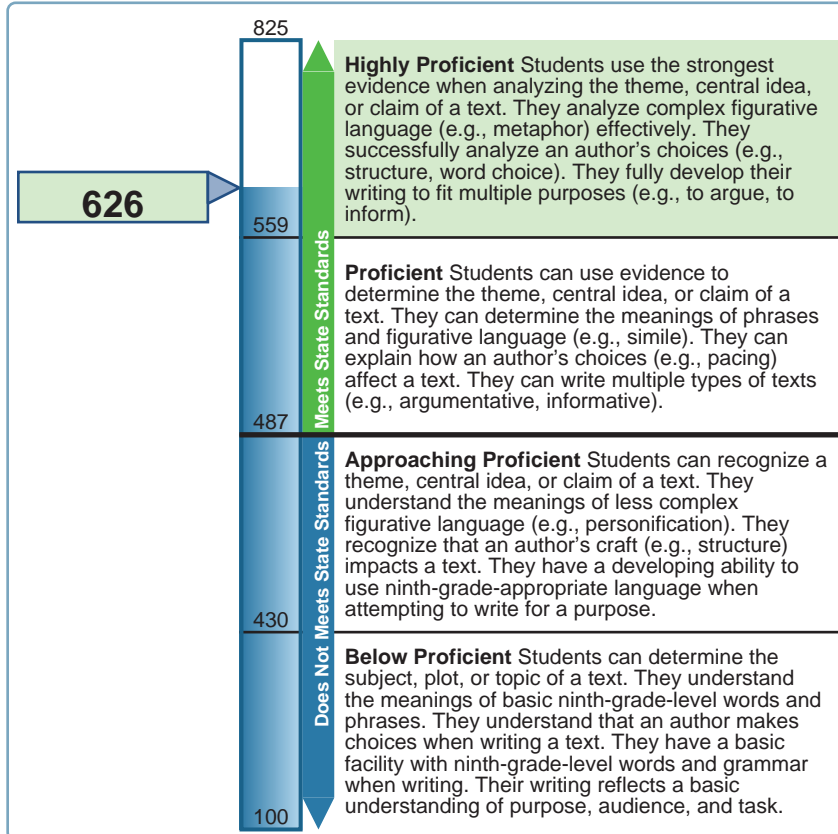 825
Highly Proficient Students use the strongest
evidence when analyzing the theme, central idea,
or claim of a text. They analyze complex figurative
language (e.g., metaphor) effectively. They
successfully analyze an author's choices (e.g.,
structure, word choice). They fully develop their
writing to fit multiple purposes (e.g., to argue, to
inform).
626
559
Meets State Standards
Proficient Students can use evidence to
determine the theme, central idea, or claim of a
text. They can determine the meanings of phrases
and figurative language (e.g., simile). They can
explain how an author's choices (e.g., pacing)
affect a text. They can write multiple types of texts
(e.g., argumentative, informative).
487
Does Not Meets State Standards
Approaching Proficient Students can recognize a
theme, central idea, or claim of a text. They
understand the meanings of less complex
figurative language (e.g., personification). They
recognize that an author's craft (e.g., structure)
impacts a text. They have a developing ability to
use ninth-grade-appropriate language when
attempting to write for a purpose.
430
Below Proficient Students can determine the
subject, plot, or topic of a text. They understand
the meanings of basic ninth-grade-level words and
phrases. They understand that an author makes
choices when writing a text. They have a basic
facility with ninth-grade-level words and grammar
when writing. Their writing reflects a basic
understanding of purpose, audience, and task.
100